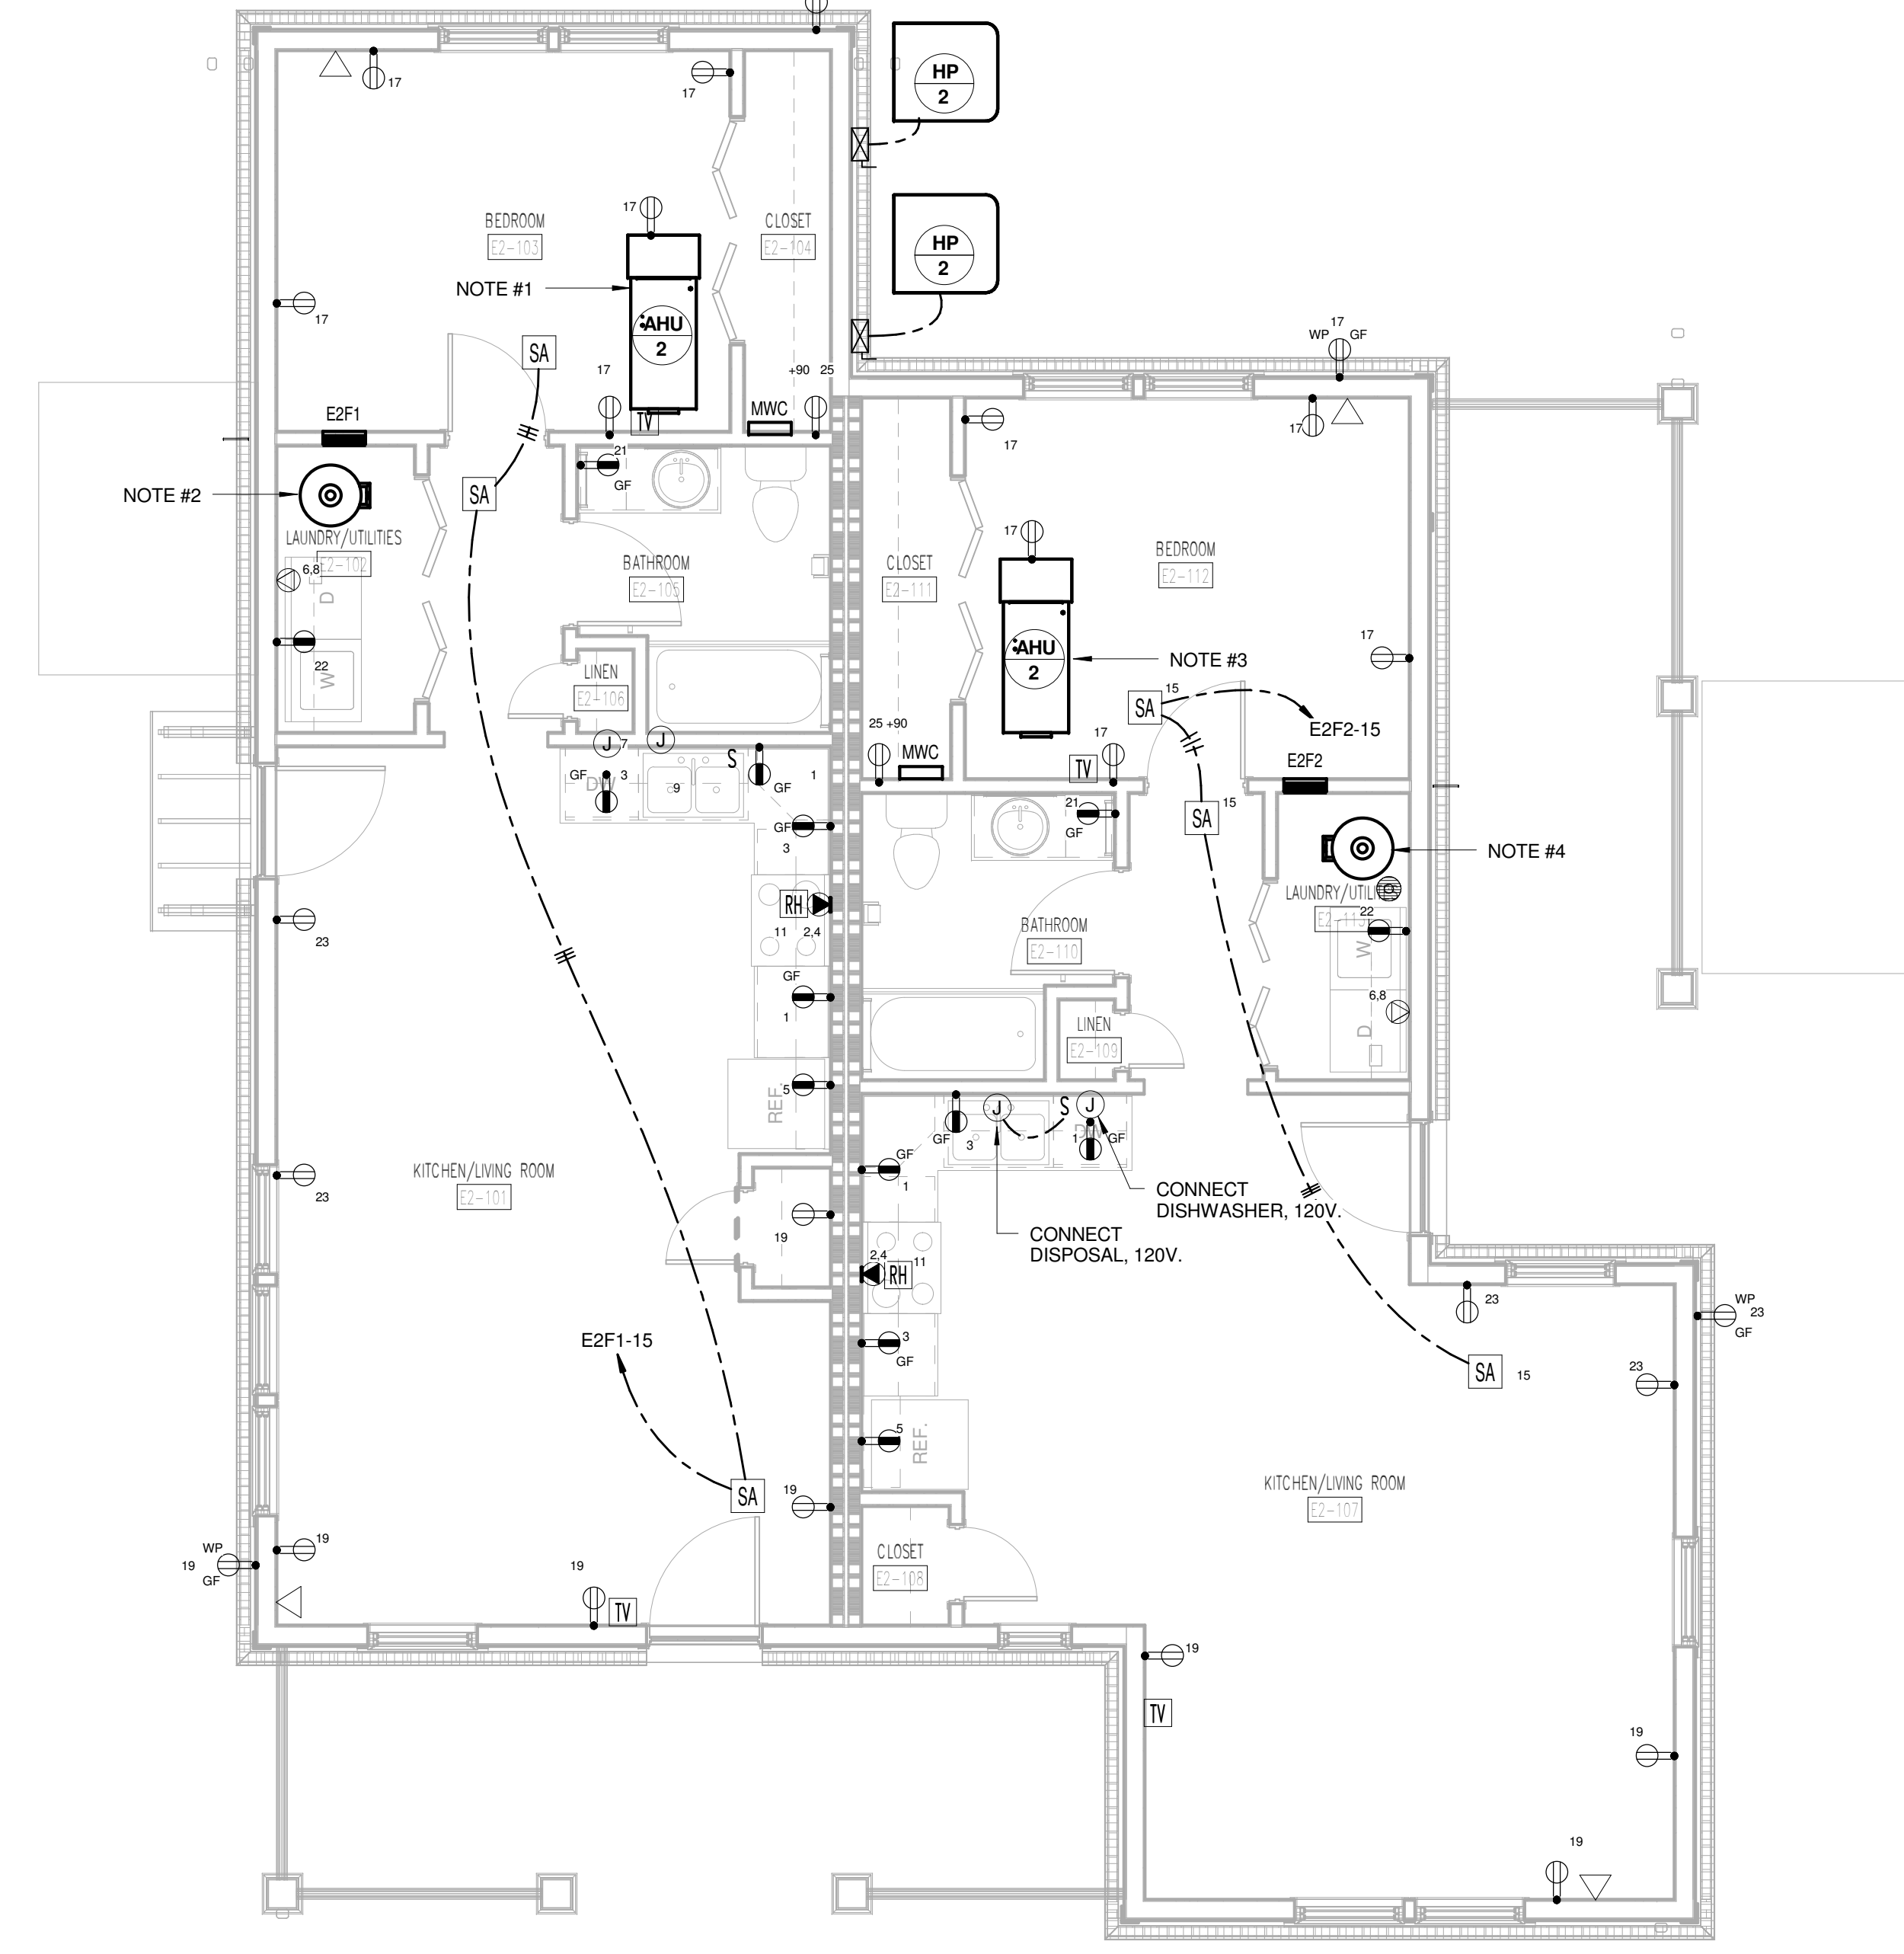 HP
2
17
17
BEDROOM
E2-103
CLOSET
E2-104
17
HP
2
NOTE #1
17
AHU
2
SA
17
+90 25
17
WP GF
E2F1
TV
MWC
17
17
21
GF
SA
NOTE #2
LAUNDRY/UTILITIES
E2-102
6,8
D
W
22
BATHROOM
E2-105
CLOSET
E2-111
17
BEDROOM
E2-112
AHU
2
NOTE #3
17
LINEN
E2-106
SA
15
E2F2-15
25 +90
MWC
17
TV
E2F2
J
7
J
S
GF
3
DW
9
GF
1
GF
3
21
GF
SA
15
NOTE #4
LAUNDRY/UTILITIES
E2-113
22
W
6,8
D
23
RH
11
2,4
GF
1
BATHROOM
E2-110
LINEN
E2-109
5
REF.
KITCHEN/LIVING ROOM
E2-101
23
19
GF
3
J
S
J
1
DW
GF
GF
1
CONNECT
DISHWASHER, 120V.
CONNECT
DISPOSAL, 120V.
2,4
RH
11
3
GF
23
WP
23
GF
23
SA
15
E2F1-15
5
REF.
SA
19
KITCHEN/LIVING ROOM
E2-107
WP
19
GF
19
19
TV
CLOSET
E2-108
19
TV
19
19